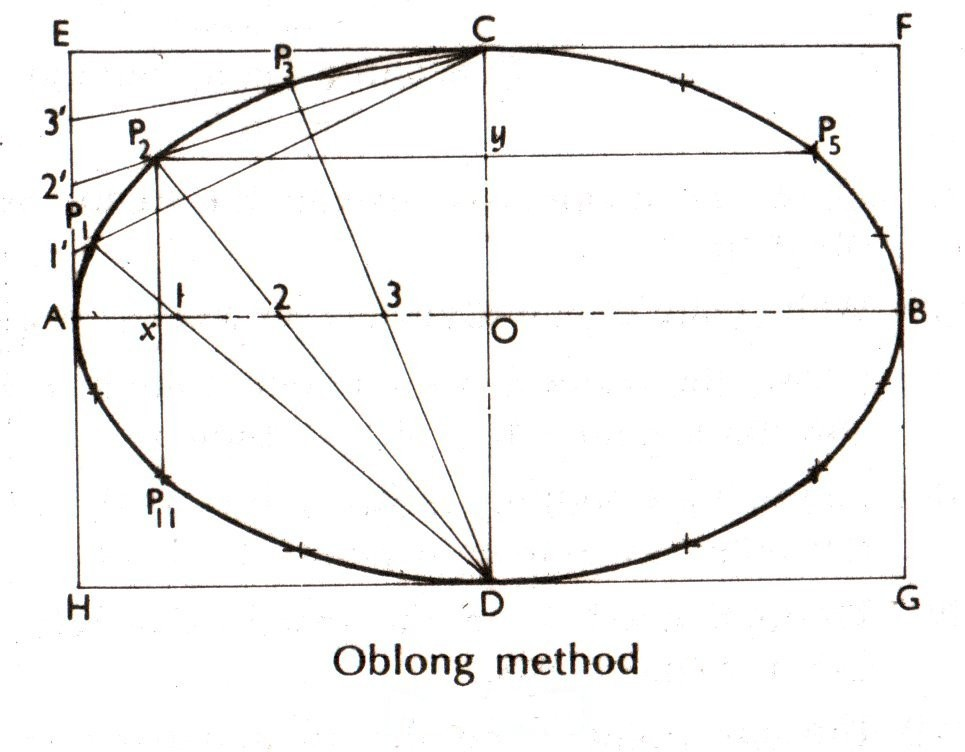 E C F
P3
3'
P2 y P5
2'
P1
1'
A 1 2 3 B
x O
P11
H D G
Oblong method